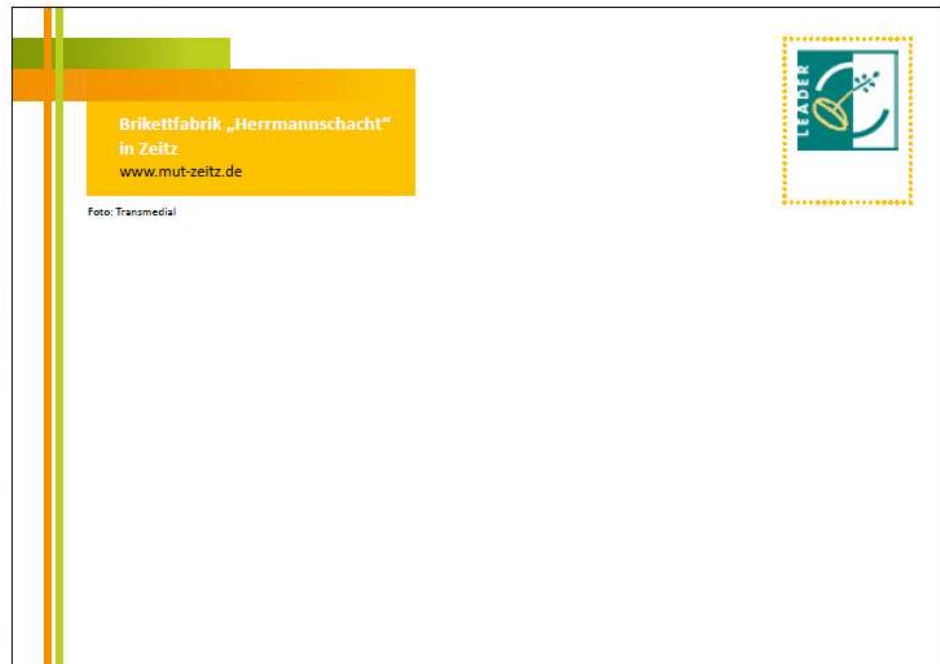 Brikettfabrik „Herrmannschacht“
in Zeitz
www.mut-zeitz.de
Foto: Transmedial
LEADER